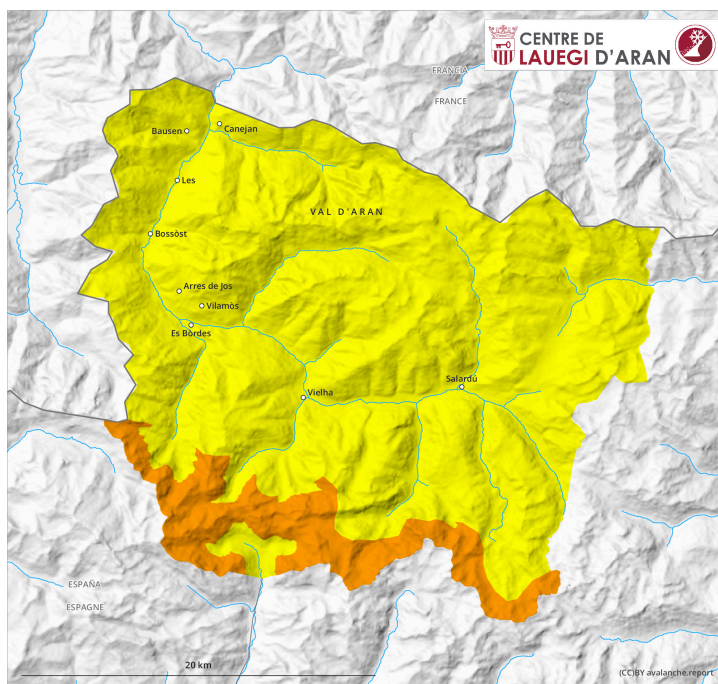 CENTRE DE
LAUEGI D'ARAN
FRANCIA
FRANCE
Bausen
Canejan
Les
VAL D'ARAN
Bossòst
Arres de Jos
Vilamòs
Es Bòrdes
Salardú
Vielha
ESPAÑA
ESPAGNE
20 km
(CC)BY avalanche.report